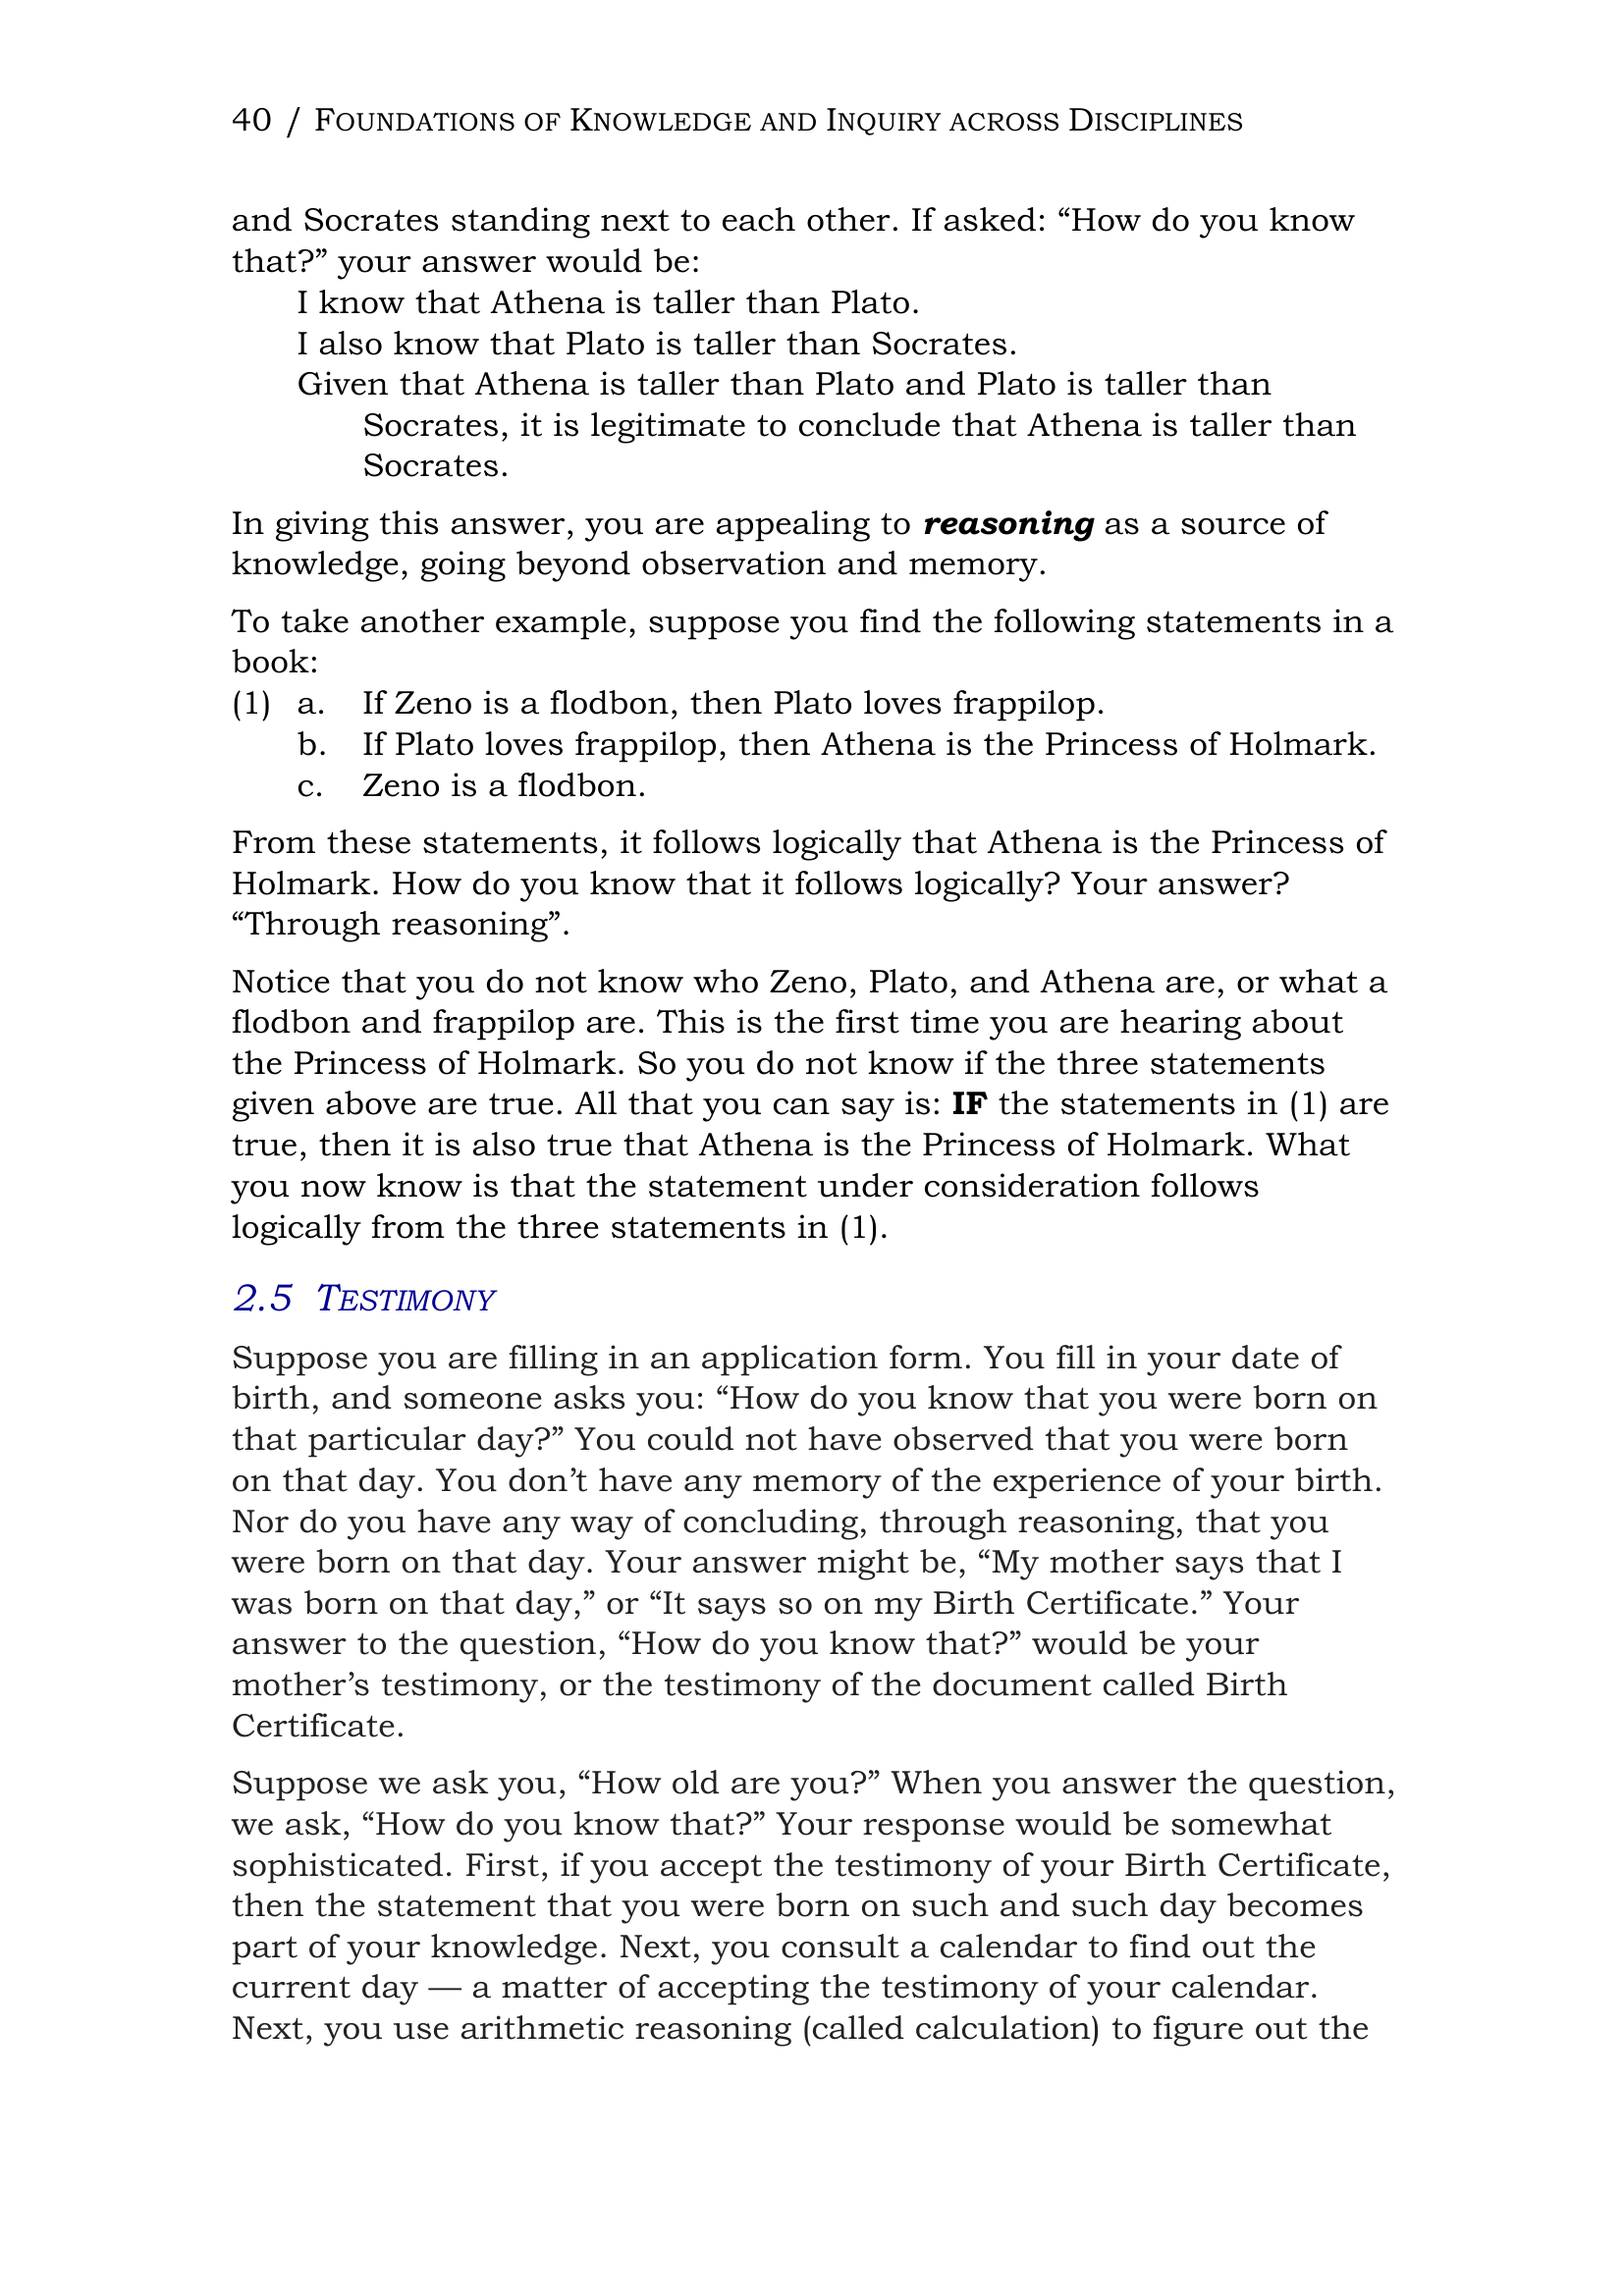 40 / FOUNDATIONS OF KNOWLEDGE AND INQUIRY ACROSS DISCIPLINES
and Socrates standing next to each other. If asked: “How do you know
that?” your answer would be:
I know that Athena is taller than Plato.
I also know that Plato is taller than Socrates.
Given that Athena is taller than Plato and Plato is taller than
Socrates, it is legitimate to conclude that Athena is taller than
Socrates.
In giving this answer, you are appealing to reasoning as a source of
knowledge, going beyond observation and memory.
To take another example, suppose you find the following statements in a
book:
(1) a. If Zeno is a flodbon, then Plato loves frappilop.
b. If Plato loves frappilop, then Athena is the Princess of Holmark.
c. Zeno is a flodbon.
From these statements, it follows logically that Athena is the Princess of
Holmark. How do you know that it follows logically? Your answer?
“Through reasoning”.
Notice that you do not know who Zeno, Plato, and Athena are, or what a
flodbon and frappilop are. This is the first time you are hearing about
the Princess of Holmark. So you do not know if the three statements
given above are true. All that you can say is: IF the statements in (1) are
true, then it is also true that Athena is the Princess of Holmark. What
you now know is that the statement under consideration follows
logically from the three statements in (1).
2.5 TESTIMONY
Suppose you are filling in an application form. You fill in your date of
birth, and someone asks you: “How do you know that you were born on
that particular day?” You could not have observed that you were born
on that day. You don’t have any memory of the experience of your birth.
Nor do you have any way of concluding, through reasoning, that you
were born on that day. Your answer might be, “My mother says that I
was born on that day,” or “It says so on my Birth Certificate.” Your
answer to the question, “How do you know that?” would be your
mother’s testimony, or the testimony of the document called Birth
Certificate.
Suppose we ask you, “How old are you?” When you answer the question,
we ask, “How do you know that?” Your response would be somewhat
sophisticated. First, if you accept the testimony of your Birth Certificate,
then the statement that you were born on such and such day becomes
part of your knowledge. Next, you consult a calendar to find out the
current day — a matter of accepting the testimony of your calendar.
Next, you use arithmetic reasoning (called calculation) to figure out the